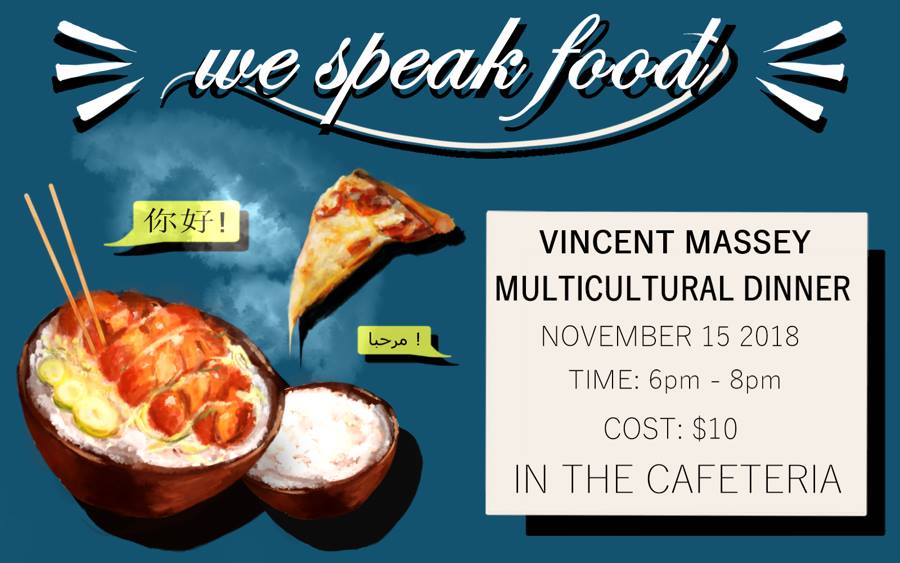 we speak food
你好!
مرحبا !
VINCENT MASSEY
MULTICULTURAL DINNER
NOVEMBER 15 2018
TIME: 6pm - 8pm
COST: $10
IN THE CAFETERIA